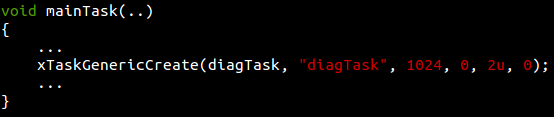 void mainTask(..)
{
    ...
    xTaskGenericCreate(diagTask, "diagTask", 1024, 0, 2u, 0);
    ...
}